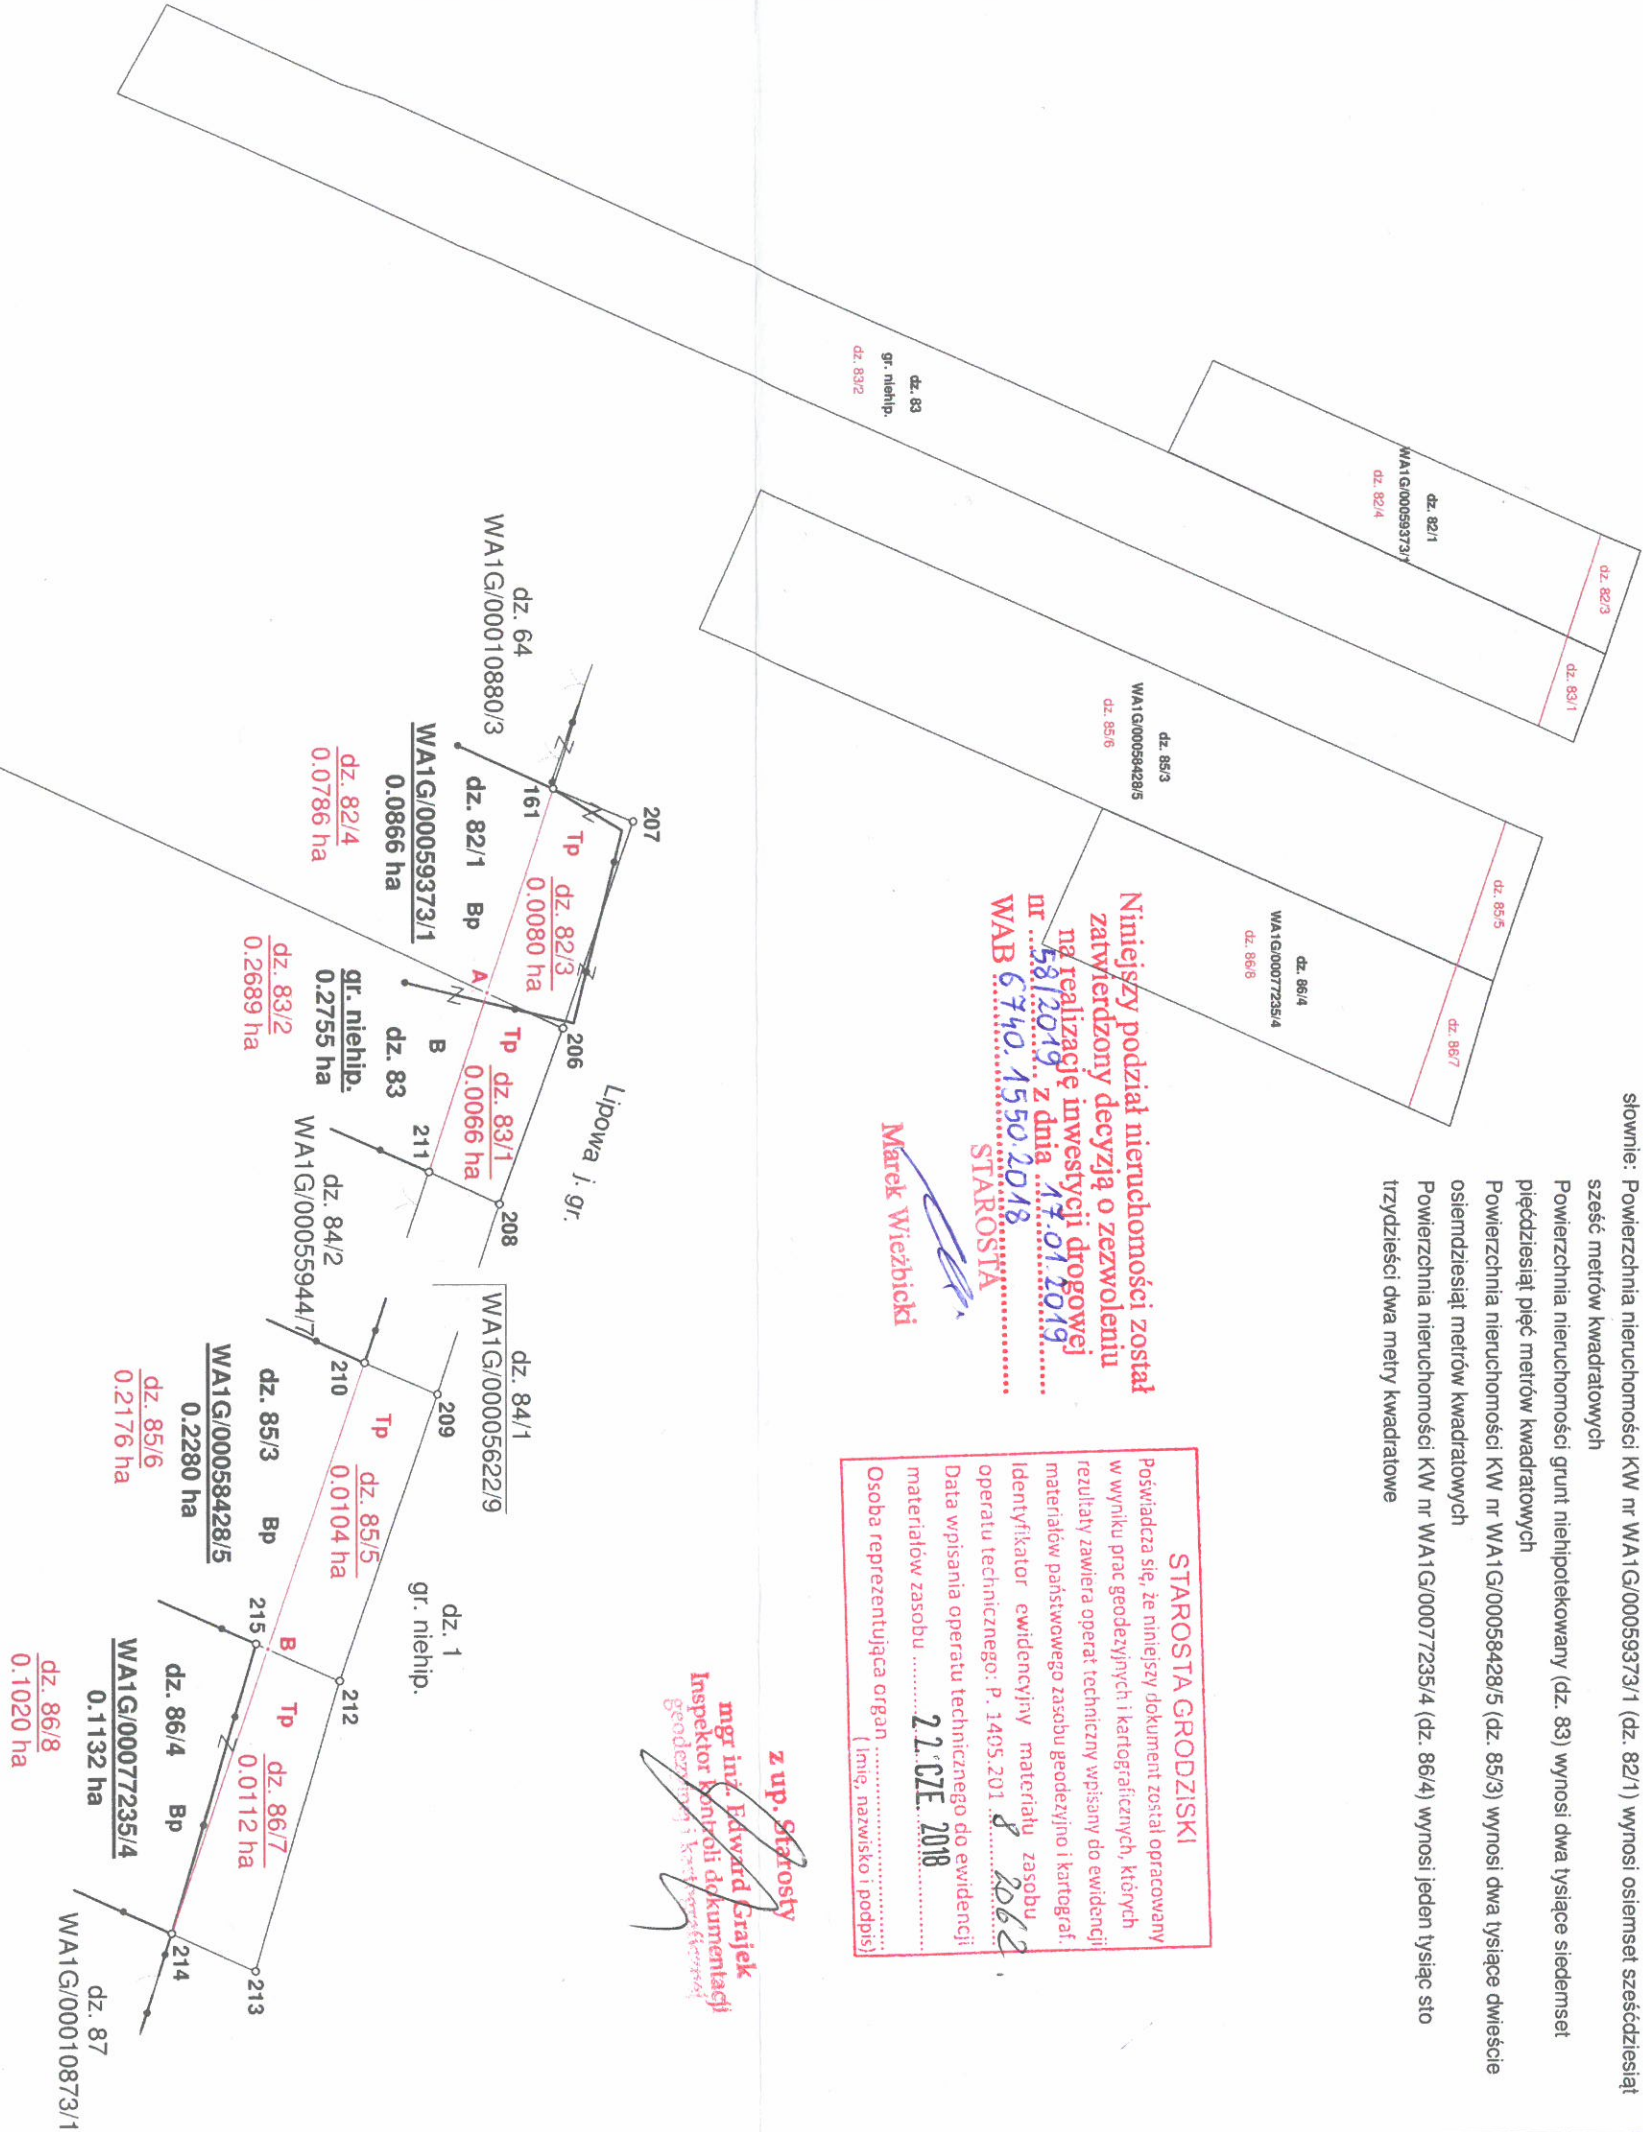 słownie: Powierzchnia nieruchomości KW nr WA1G/00059373/1 (dz. 82/1) wynosi osiemset sześćdziesiąt
sześć metrów kwadratowych
Powierzchnia nieruchomości grunt niehipotekowany (dz. 83) wynosi dwa tysiące siedemset
pięćdziesiąt pięć metrów kwadratowych
Powierzchnia nieruchomości KW nr WA1G/00058428/5 (dz. 85/3) wynosi dwa tysiące dwieście
osiemdziesiąt metrów kwadratowych
Powierzchnia nieruchomości KW nr WA1G/00077235/4 (dz. 86/4) wynosi jeden tysiąc sto
trzydzieści dwa metry kwadratowe
dz. 82/3
dz. 83/1
dz. 82/1
WA1G/00059373/1
dz. 82/4
dz. 83
gr. niehip.
dz. 83/2
dz. 85/5
dz. 86/7
dz. 85/3
WA1G/00058428/5
dz. 85/6
dz. 86/4
WA1G/00077235/4
dz. 86/8
Niniejszy podział nieruchomości został
zatwierdzony decyzją o zezwoleniu
na realizację inwestycji drogowej
nr 58/2019 z dnia 17.01.2019
WAB 6740.1550.2018
STAROSTA
Marek Wieżbicki
STAROSTA GRODZISKI
Poświadcza się, że niniejszy dokument został opracowany
w wyniku prac geodezyjnych i kartograficznych, których
rezultaty zawiera operat techniczny wpisany do ewidencji
materiałów państwowego zasobu geodezyjno i kartograf.
Identyfikator ewidencyjny materiału zasobu
operatu technicznego: P. 1405.201 8 2062
Data wpisania operatu technicznego do ewidencji
materiałów zasobu 22. CZE. 2018
Osoba reprezentująca organ
(Imię, nazwisko i podpis)
z up. Starosty
mgr inż. Edward Grajek
Inspektor kontroli dokumentacji
geodezyjnej i kartograficznej
207
206
208
161
211
Lipowa j. gr.
dz. 64
WA1G/00010880/3
Tp
dz. 82/3
0.0080 ha
dz. 82/1 Bp
WA1G/00059373/1
0.0866 ha
dz. 82/4
0.0786 ha
A
Tp
dz. 83/1
0.0066 ha
B
dz. 83
gr. niehip.
0.2755 ha
dz. 83/2
0.2689 ha
dz. 84/2
WA1G/00055944/7
dz. 84/1
WA1G/00005622/9
209
210
212
215
213
214
Tp
dz. 85/5
0.0104 ha
dz. 85/3 Bp
WA1G/00058428/5
0.2280 ha
dz. 85/6
0.2176 ha
dz. 1
gr. niehip.
B
Tp
dz. 86/7
0.0112 ha
dz. 86/4 Bp
WA1G/00077235/4
0.1132 ha
dz. 86/8
0.1020 ha
dz. 87
WA1G/00010873/1